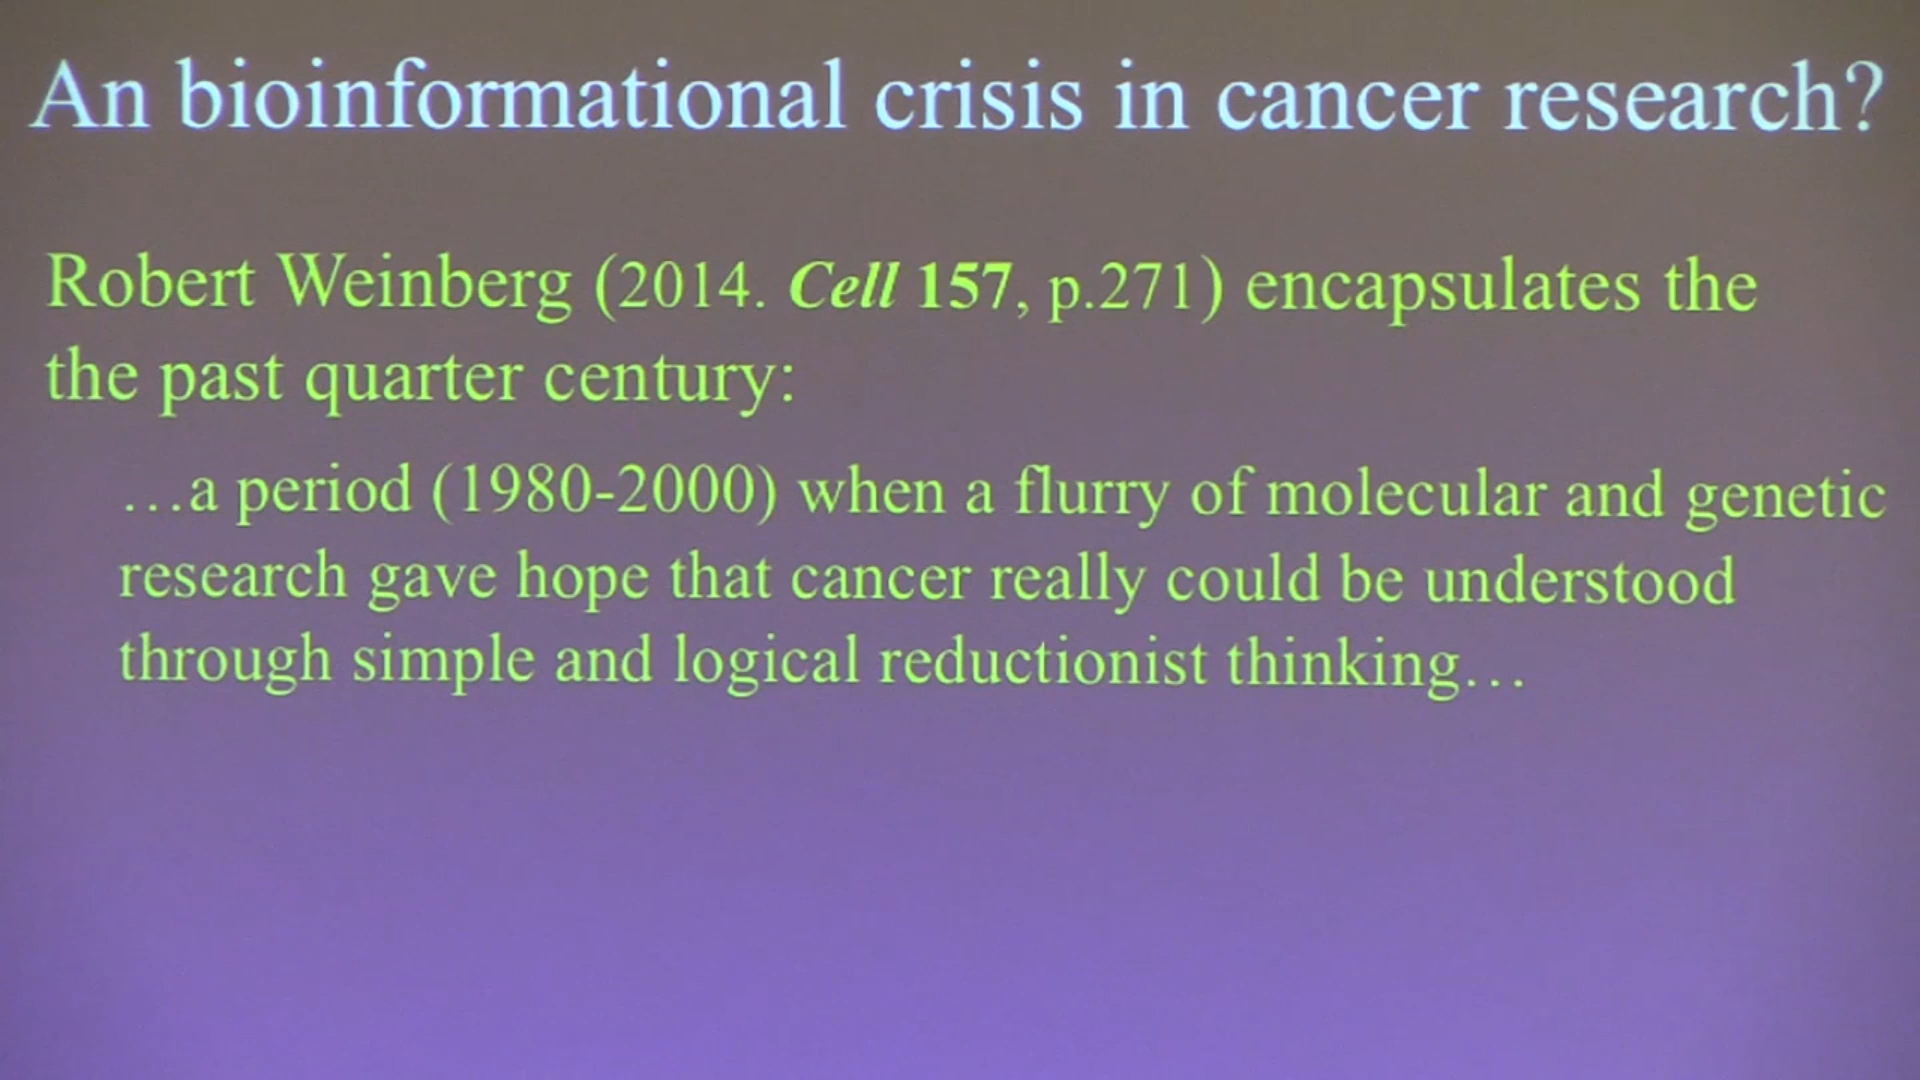 An bioinformational crisis in cancer research?
Robert Weinberg (2014. Cell 157, p.271) encapsulates the
the past quarter century:
…a period (1980-2000) when a flurry of molecular and genetic
research gave hope that cancer really could be understood
through simple and logical reductionist thinking…